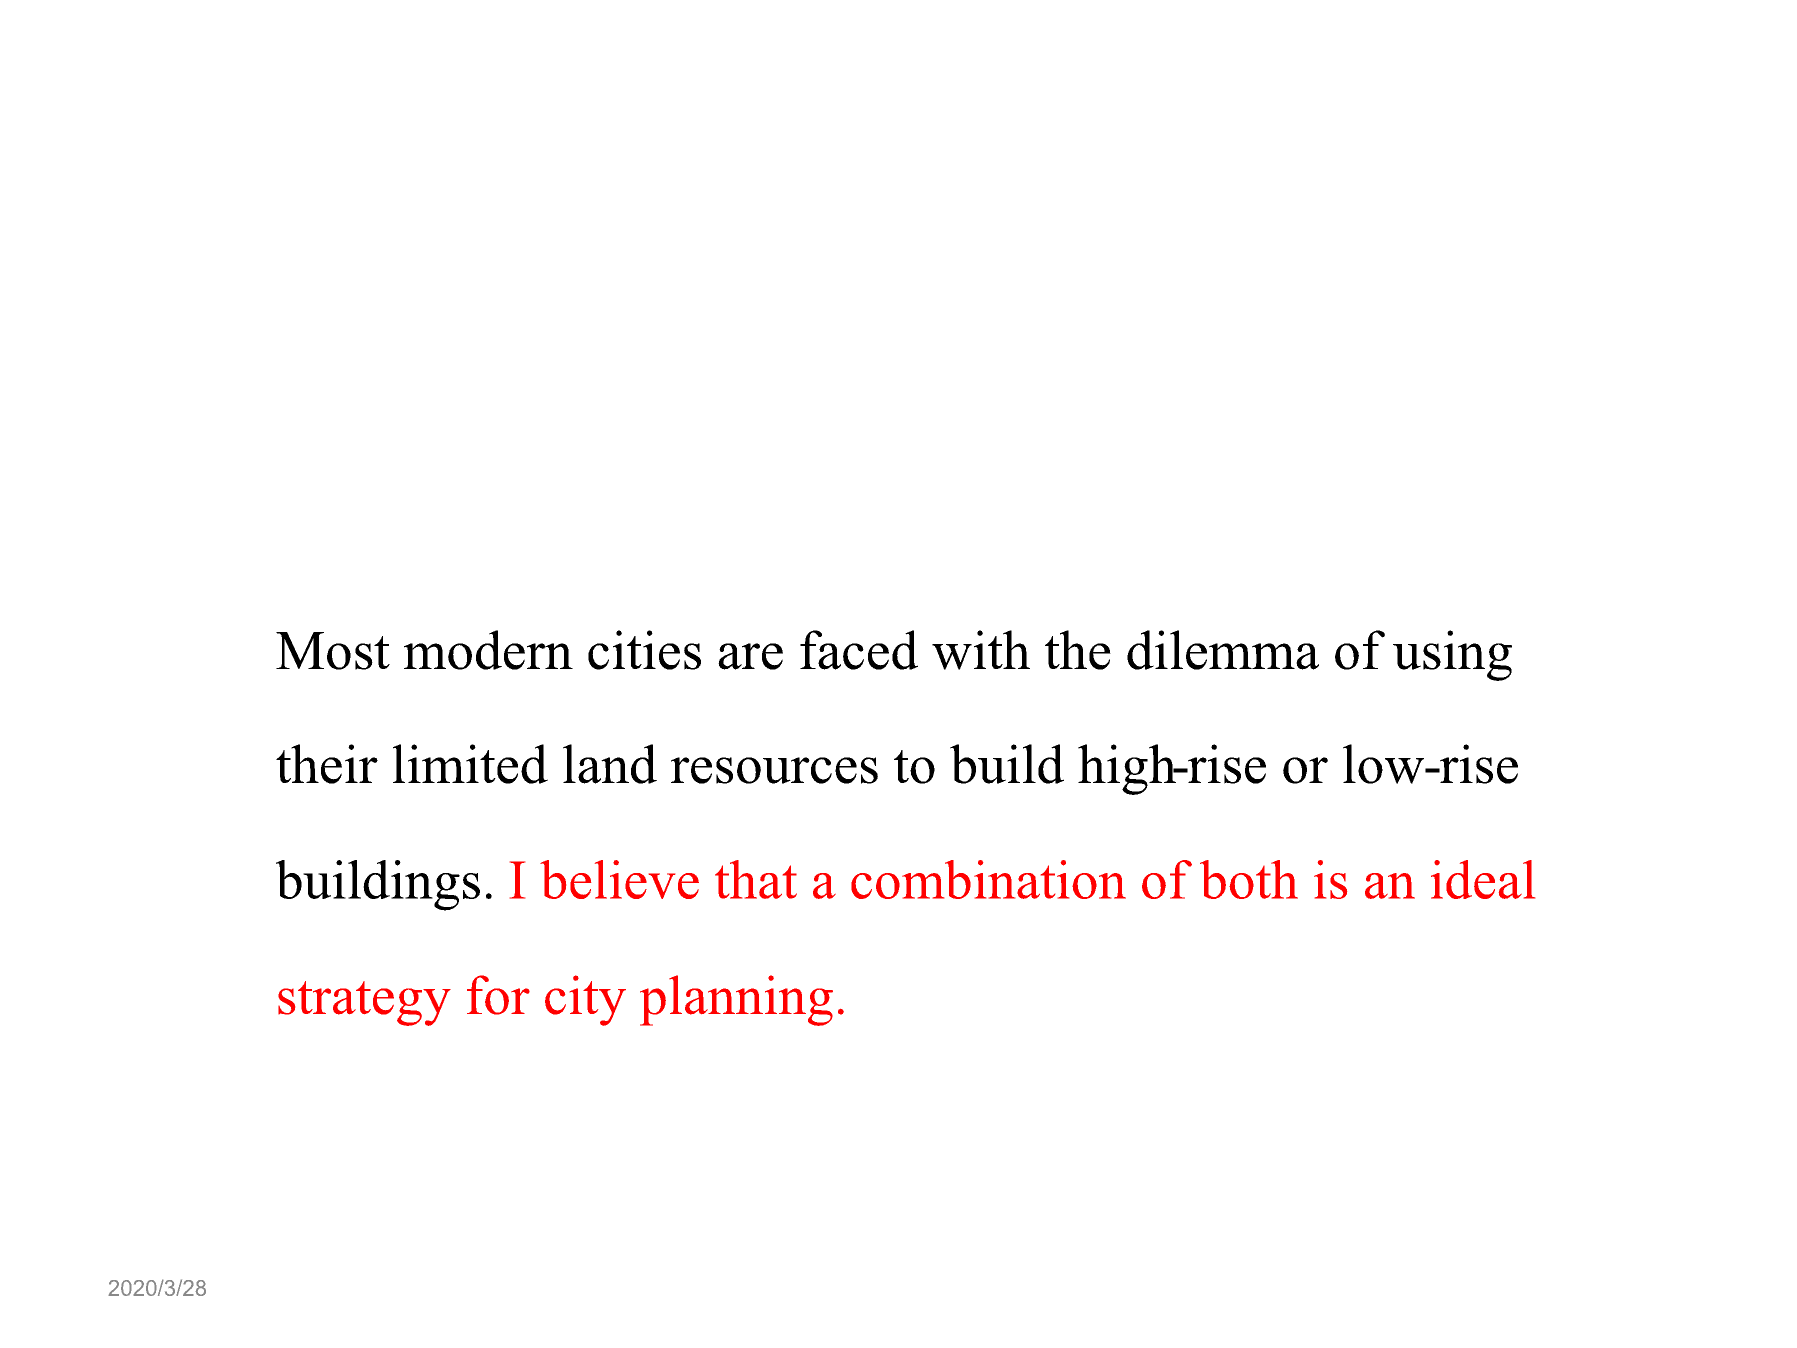 Most modern cities are faced with the dilemma of using
their limited land resources to build high-rise or low-rise
buildings. I believe that a combination of both is an ideal
strategy for city planning.
2020/3/28